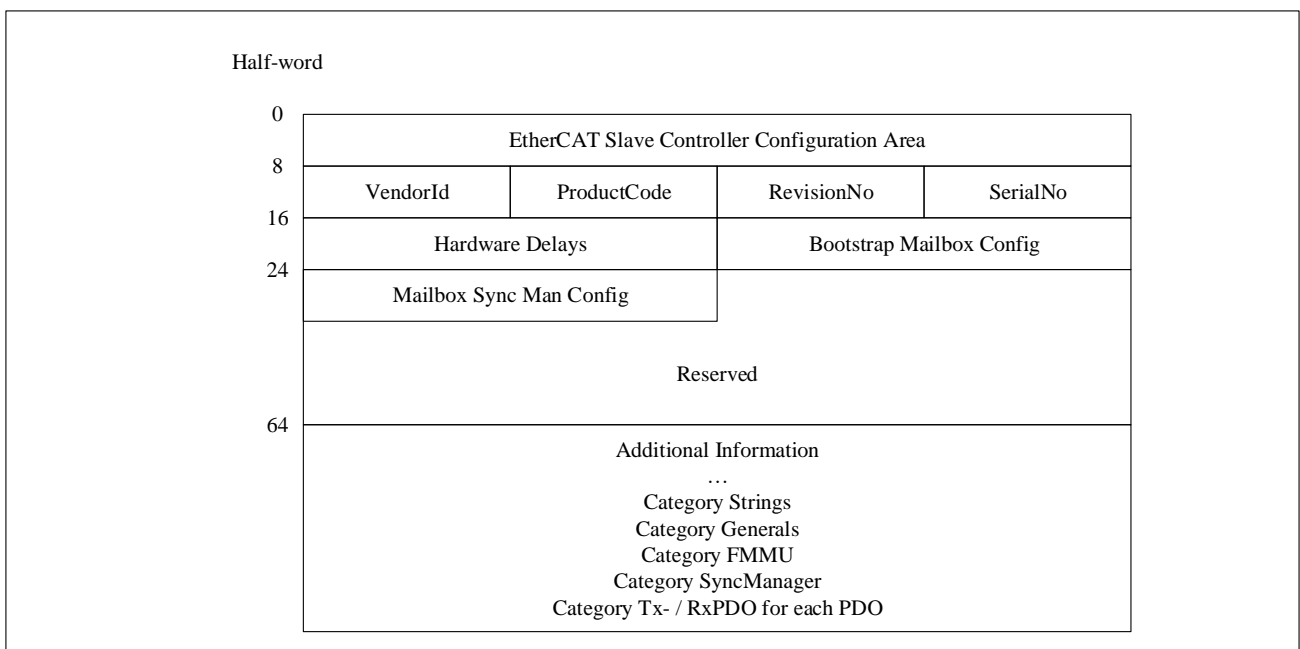 Half-word
0
EtherCAT Slave Controller Configuration Area
8
VendorId ProductCode RevisionNo SerialNo
16
Hardware Delays Bootstrap Mailbox Config
24
Mailbox Sync Man Config
Reserved
64
Additional Information
…
Category Strings
Category Generals
Category FMMU
Category SyncManager
Category Tx- / RxPDO for each PDO